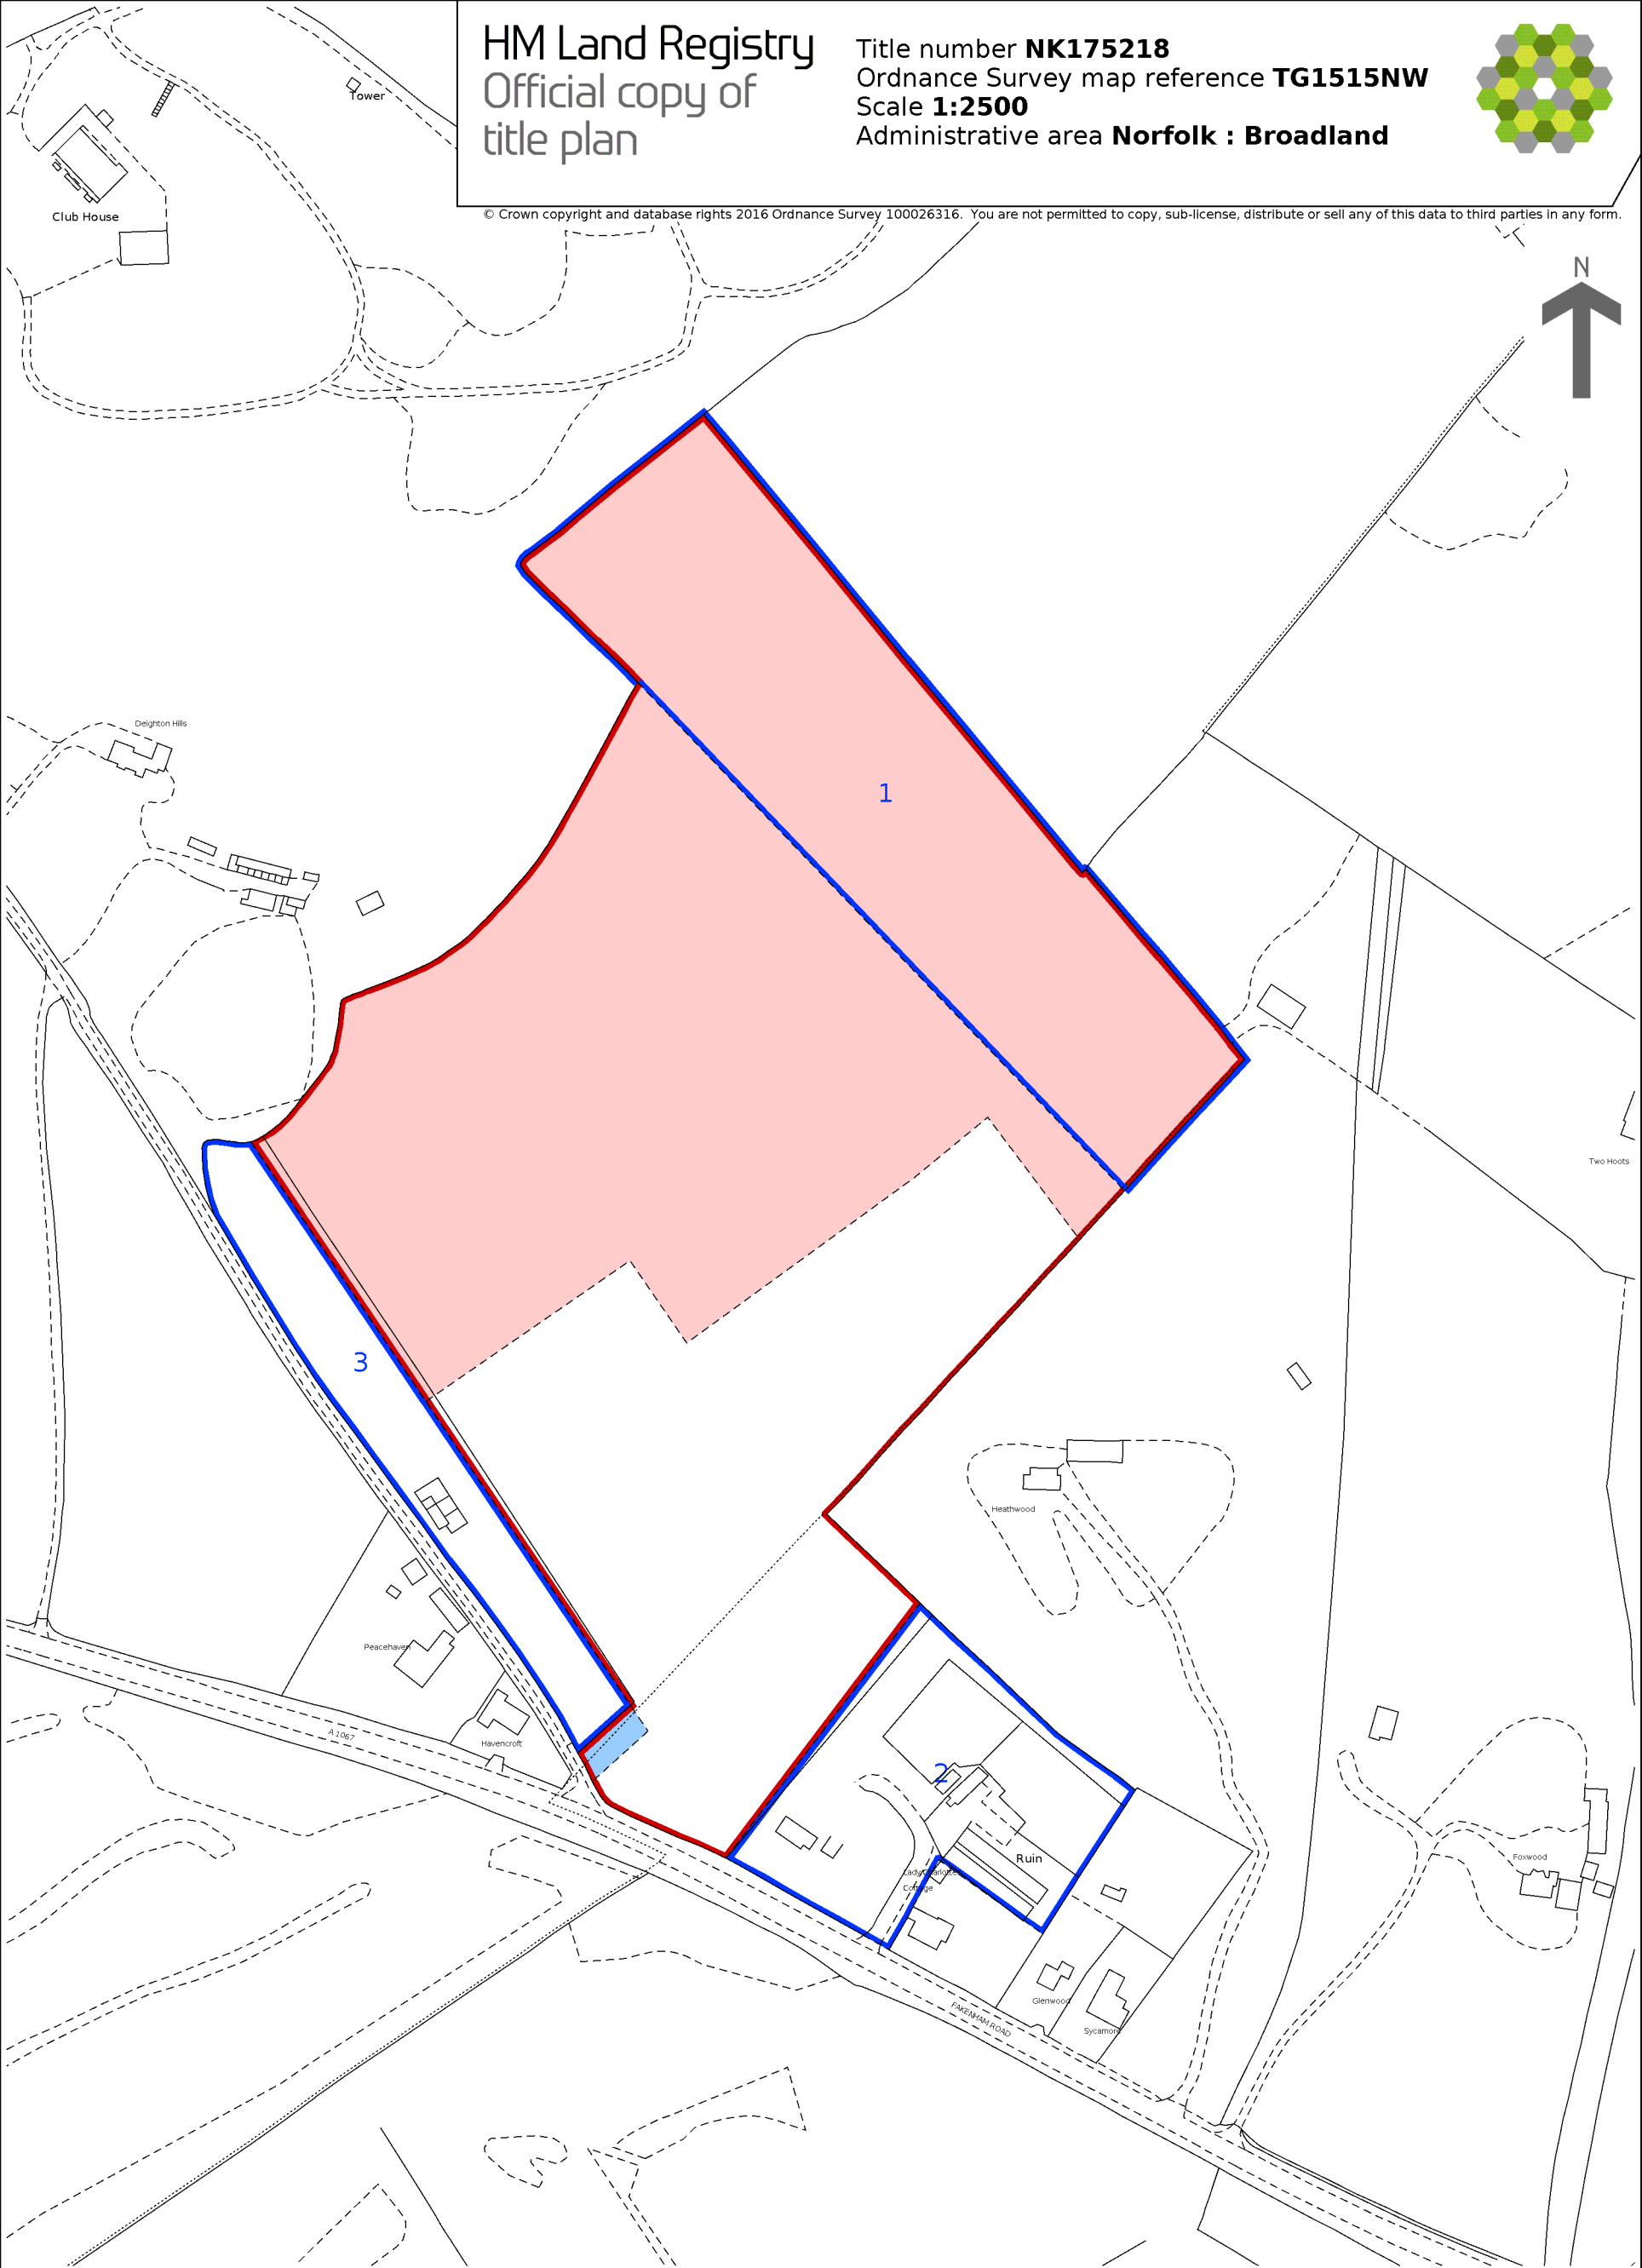 HM Land Registry
Official copy of
title plan
Title number NK175218
Ordnance Survey map reference TG1515NW
Scale 1:2500
Administrative area Norfolk : Broadland
© Crown copyright and database rights 2016 Ordnance Survey 100026316. You are not permitted to copy, sub-license, distribute or sell any of this data to third parties in any form.
Tower
Club House
N
Deighton Hills
1
Two Hoots
3
Heathwood
Peacehaven
A 1067
Havencroft
2
Ruin
Lady Charlottes
Cottage
Foxwood
Glenwood
FAKENHAM ROAD
Sycamore